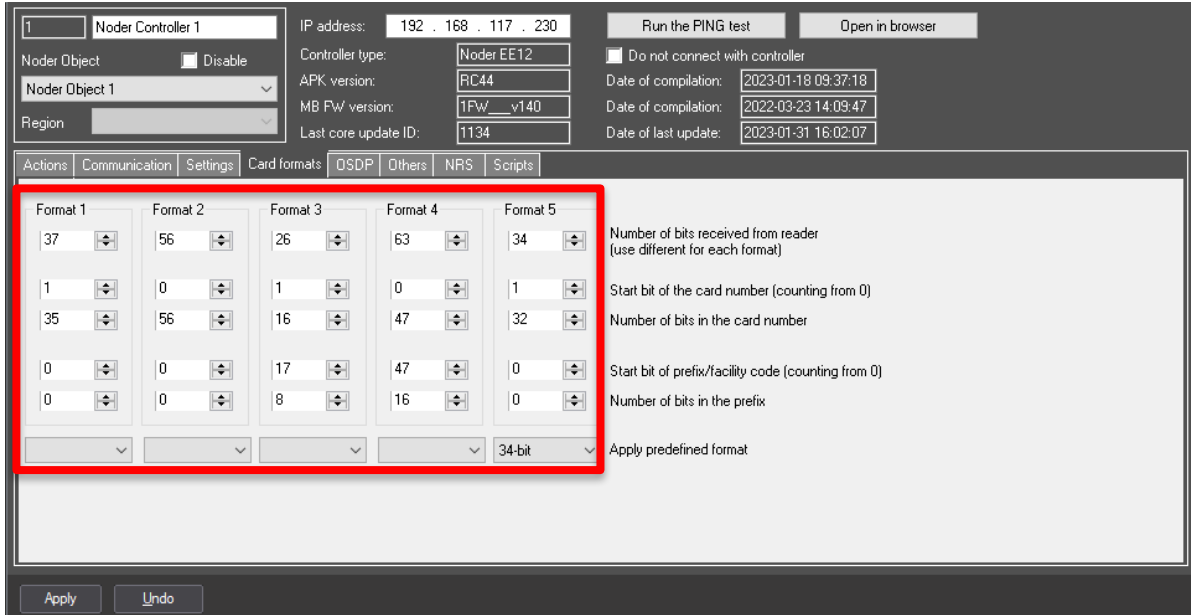 1 Noder Controller 1
Noder Object Disable
Noder Object 1
Region
IP address: 192 . 168 . 117 . 230
Controller type: Noder EE12
APK version: RC44
MB FW version: 1FW___v140
Last core update ID: 1134
Run the PING test Open in browser
Do not connect with controller
Date of compilation: 2023-01-18 09:37:18
Date of compilation: 2022-03-23 14:09:47
Date of last update: 2023-01-31 16:02:07
Actions Communication Settings Card formats OSDP Others NRS Scripts
Format 1 Format 2 Format 3 Format 4 Format 5
37 56 26 63 34 Number of bits received from reader
(use different for each format)
1 0 1 0 1 Start bit of the card number (counting from 0)
35 56 16 47 32 Number of bits in the card number
0 0 17 47 0 Start bit of prefix/facility code (counting from 0)
0 0 8 16 0 Number of bits in the prefix
34-bit Apply predefined format
Apply Undo